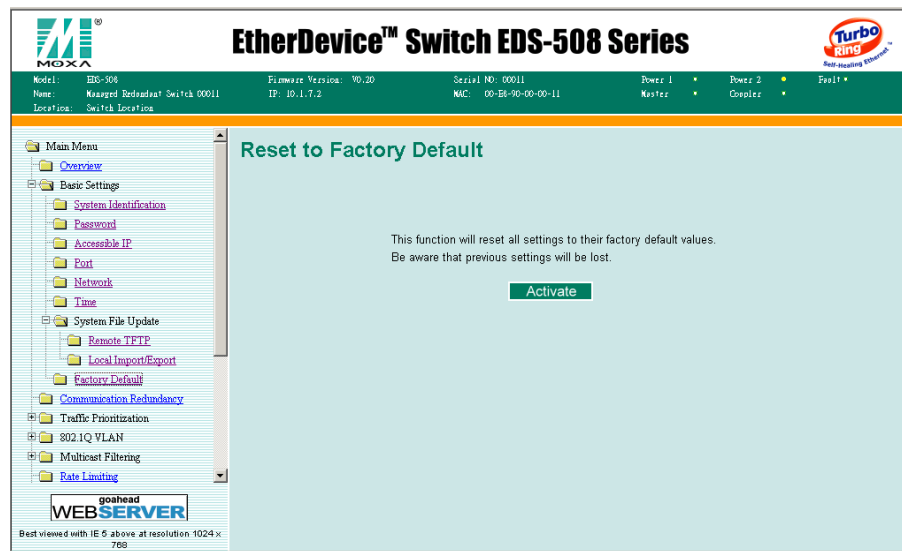 MOXA
®
EtherDevice™ Switch EDS-508 Series
Turbo Ring
Self-Healing Ethernet
Model: EDS-508 Firmware Version: V0.20 Serial NO: 00011 Power 1 Power 2 Fault
Name: Managed Redundant Switch 00011 IP: 10.1.7.2 MAC: 00-E8-90-00-00-11 Master Coupler
Location: Switch Location
Main Menu
Overview
Basic Settings
System Identification
Password
Accessible IP
Port
Network
Time
System File Update
Remote TFTP
Local Import/Export
Factory Default
Communication Redundancy
Traffic Prioritization
802.1Q VLAN
Multicast Filtering
Rate Limiting
goahead
WEBSERVER
Best viewed with IE 5 above at resolution 1024 x
768
Reset to Factory Default
This function will reset all settings to their factory default values.
Be aware that previous settings will be lost.
Activate